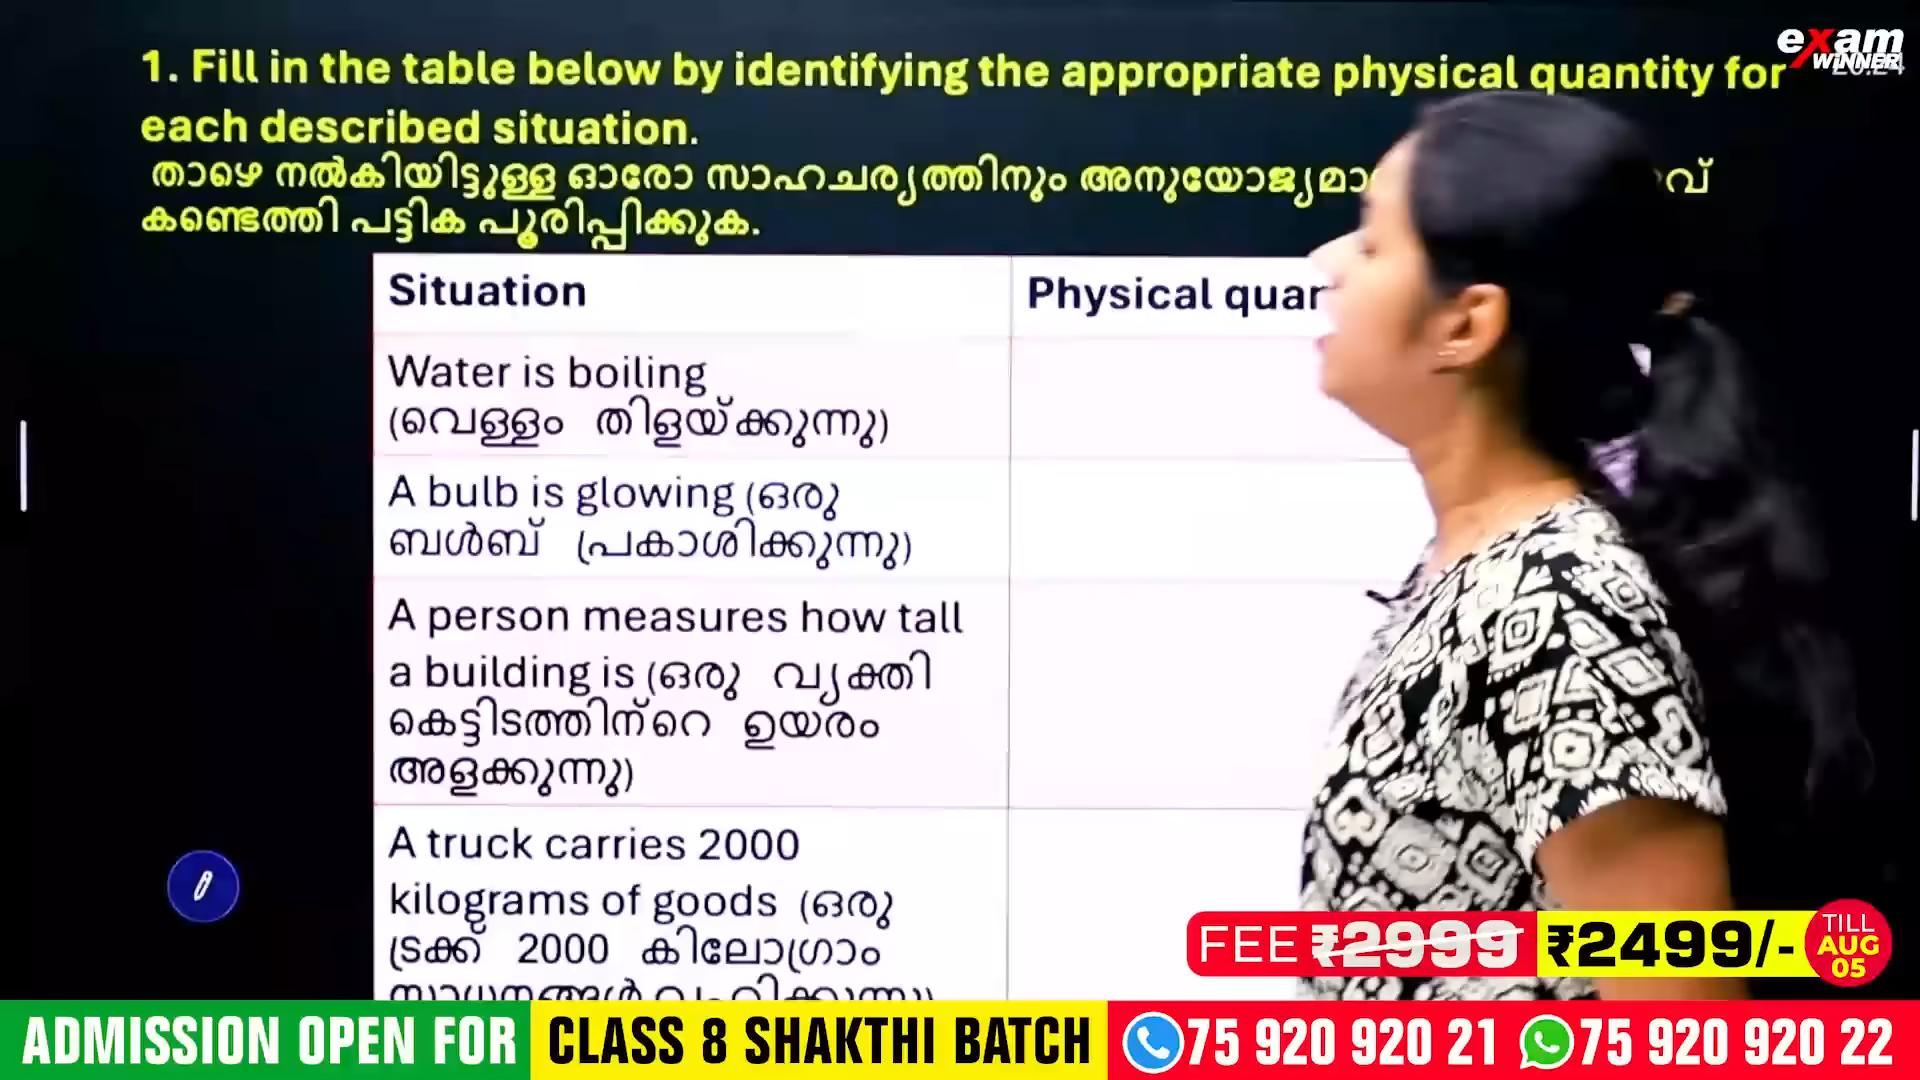 exam
WINNER
1. Fill in the table below by identifying the appropriate physical quantity for
each described situation.
താഴെ നൽകിയിട്ടുള്ള ഓരോ സാഹചര്യത്തിനും
കണ്ടെത്തി പട്ടിക പൂരിപ്പിക്കുക.
Situation
Physical
Water is boiling
(വെള്ളം തിളയ്ക്കുന്നു)
A bulb is glowing (ഒരു
ബൾബ് പ്രകാശിക്കുന്നു)
A person measures how tall
a building is (ഒരു വ്യക്തി
കെട്ടിടത്തിന്റെ ഉയരം
അളക്കുന്നു)
A truck carries 2000
kilograms of goods (ഒരു
ട്രക്ക് 2000 കിലോഗ്രാം
FEE ₹2999 ₹2499/-
TILL
AUG
05
ADMISSION OPEN FOR CLASS 8 SHAKTHI BATCH 75 920 920 21 75 920 920 22